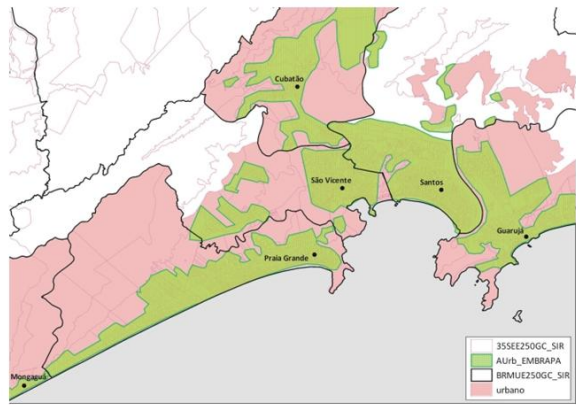 Cubatão
São Vicente
Santos
Guarujá
Praia Grande
Mongaguá
355EE250GC_SIR
AUrb_EMBRAPA
BRMUE250GC_SIR
urbano